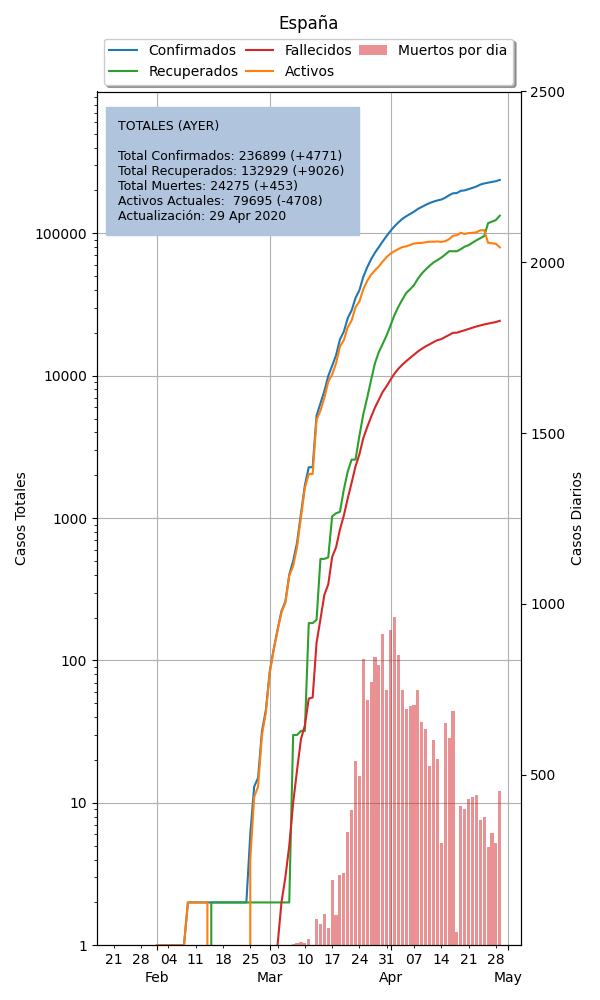 España
Confirmados
Recuperados
Fallecidos
Activos
Muertos por dia
TOTALES (AYER)
Total Confirmados: 236899 (+4771)
Total Recuperados: 132929 (+9026)
Total Muertes: 24275 (+453)
Activos Actuales:  79695 (-4708)
Actualización: 29 Apr 2020
Casos Totales
100000
10000
1000
100
10
1
2500
2000
1500
1000
500
Casos Diarios
21 28 04 11 18 25 03 10 17 24 31 07 14 21 28
Feb Mar Apr May